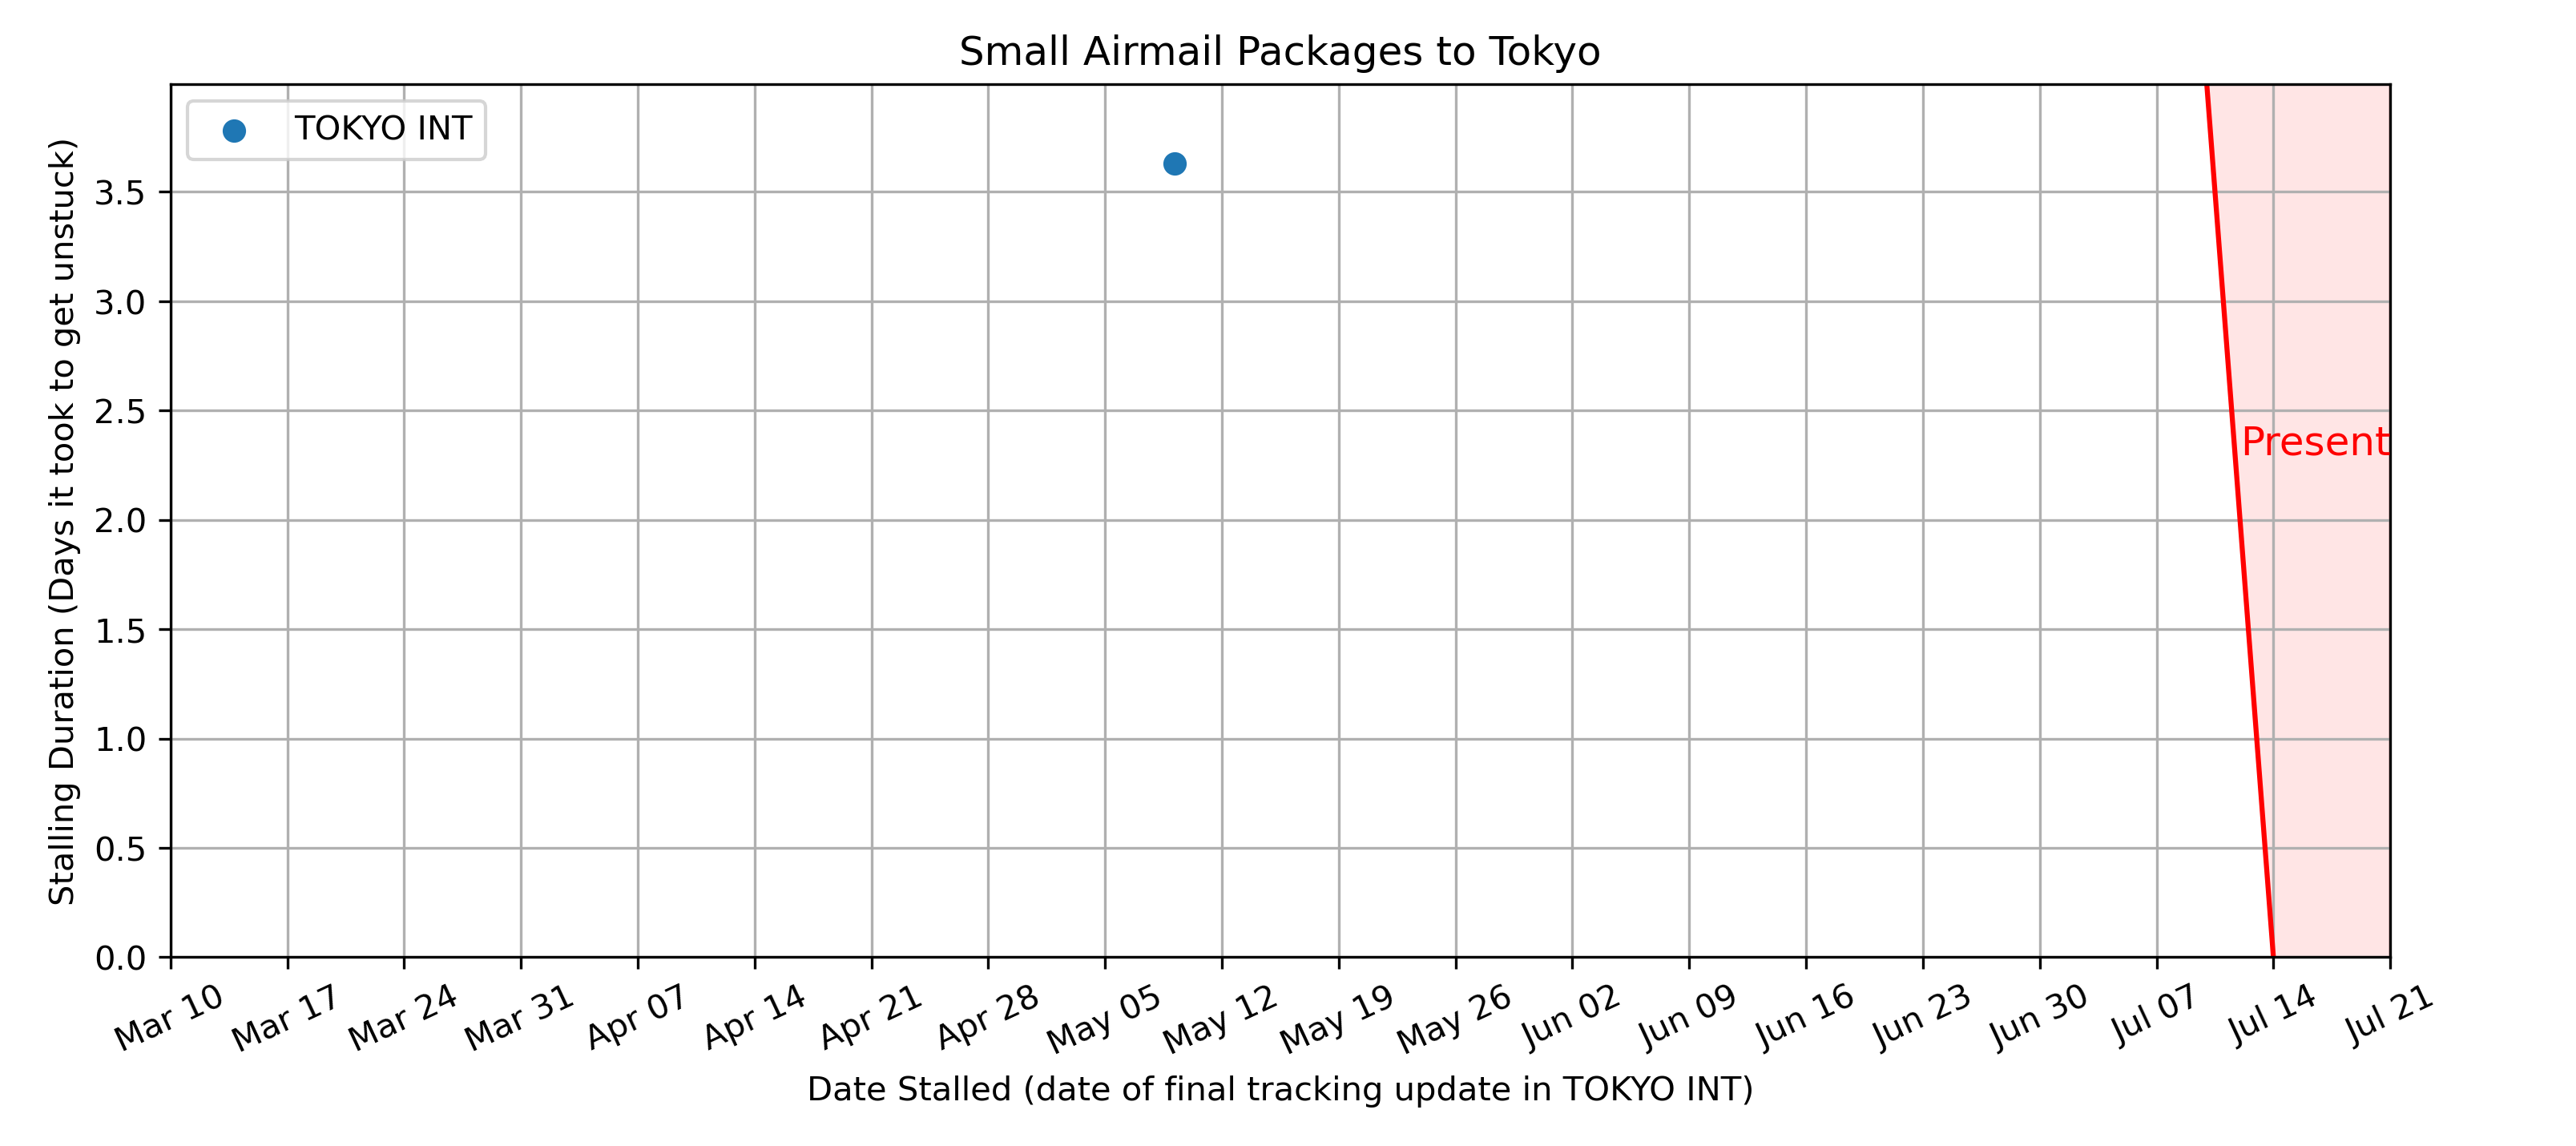 Small Airmail Packages to Tokyo
TOKYO INT
Stalling Duration (Days it took to get unstuck)
3.5
3.0
2.5
2.0
1.5
1.0
0.5
0.0
Present
Mar 10 Mar 17 Mar 24 Mar 31 Apr 07 Apr 14 Apr 21 Apr 28 May 05 May 12 May 19 May 26 Jun 02 Jun 09 Jun 16 Jun 23 Jun 30 Jul 07 Jul 14 Jul 21
Date Stalled (date of final tracking update in TOKYO INT)